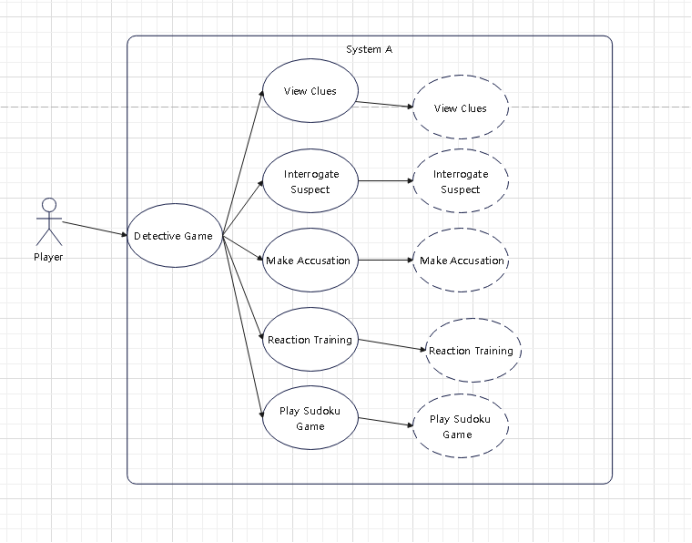 System A
View Clues
View Clues
Interrogate
Suspect
Interrogate
Suspect
Player
Detective Game
Make Accusation
Make Accusation
Reaction Training
Reaction Training
Play Sudoku
Game
Play Sudoku
Game